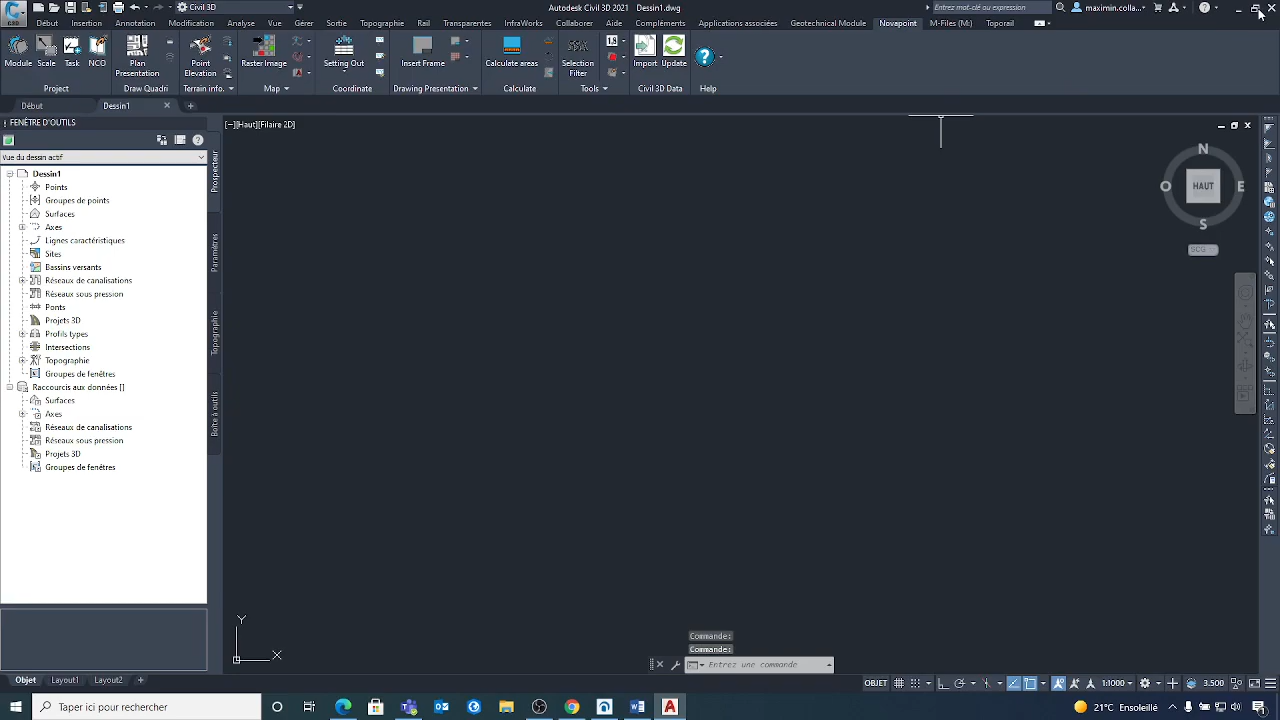 Civil 3D
Autodesk Civil 3D 2021 Dessin1.dwg
Entrez mot-clé ou expression
maximin.colla...
Analyser
Vue
Gérer
Sortie
Topographie
Rail
Transparent
InfraWorks
Collaborer
Aide
Compléments
Applications associées
Geotechnical Module
Novapoint
M-Files (M:)
Toporail
Module
Scale
Task
NCO
Project
Plan Presentation
Draw Quadri
Point Elevation
Terrain info.
Raster Image
Map
Setting Out
Coordinate
Insert Frame
Drawing Presentation
Calculate areas
Calculate
Selection Filter
Tools
Import
Update
Civil 3D Data
Help
Début
Dessin1
FENÊTRE D'OUTILS
[−][Haut][Filaire 2D]
Vue du dessin actif
Dessin1
Points
Groupes de points
Surfaces
Axes
Lignes caractéristiques
Sites
Bassins versants
Réseaux de canalisations
Réseaux sous pression
Ponts
Projets 3D
Profils types
Intersections
Topographie
Groupes de fenêtres
Raccourcis aux données []
Surfaces
Axes
Réseaux de canalisations
Réseaux sous pression
Projets 3D
Groupes de fenêtres
Prospecteur
Paramètres
Topographie
Boîte à outils
N
O
HAUT
E
S
SCG
Y
X
Commande:
Commande:
Entrez une commande
Objet
Layout1
Layout2
OBJET
1:1000
3.500
Taper ici pour rechercher
21°C Ensoleillé